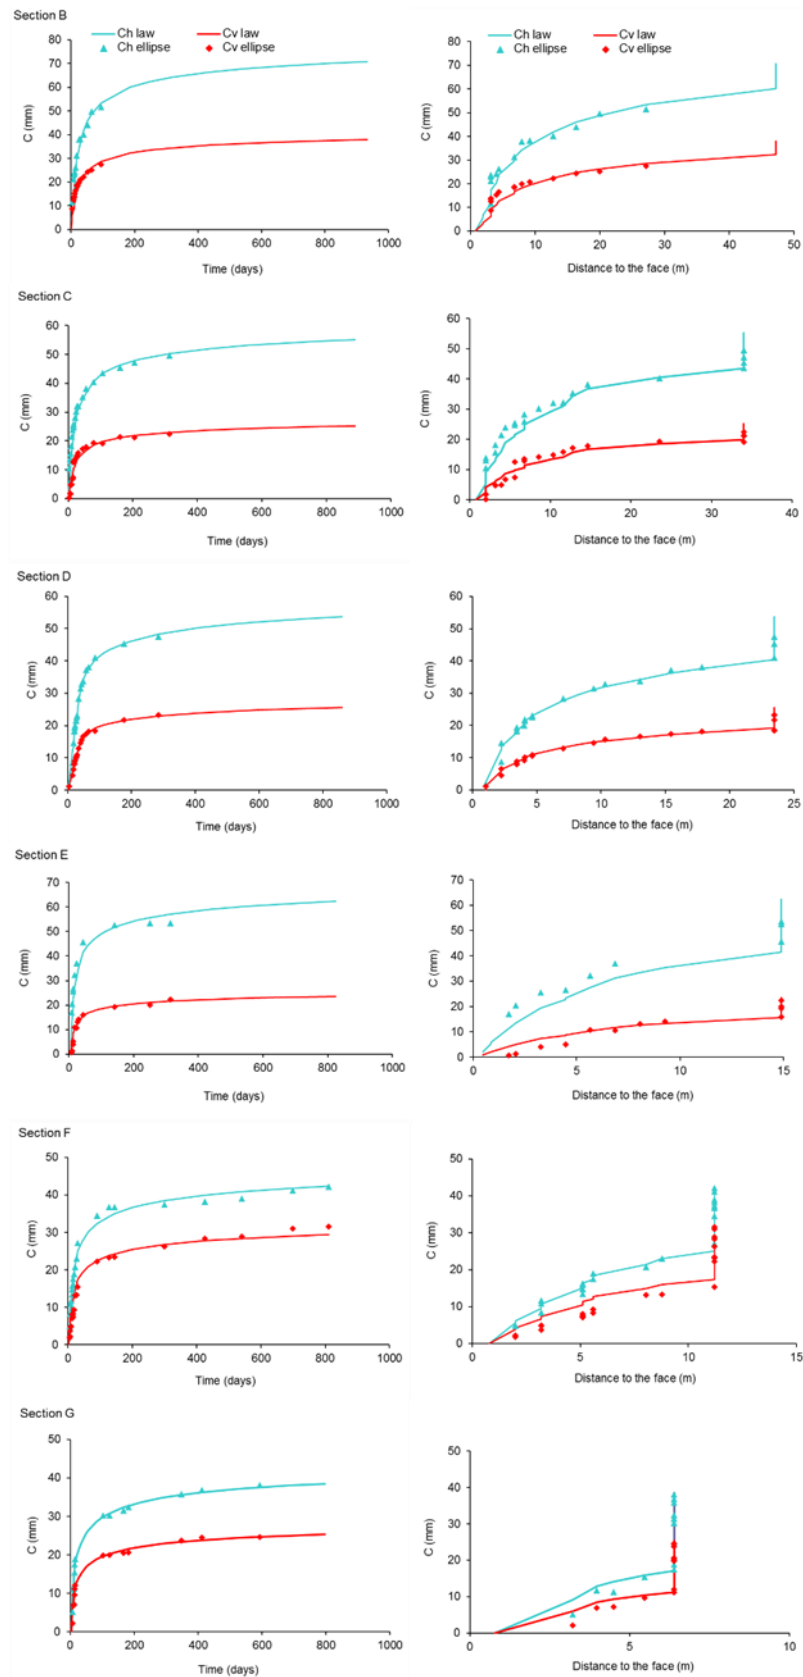 Section B
Ch law Cv law
Ch ellipse Cv ellipse
80
70
60
50
40
30
20
10
0
C (mm)
0 200 400 600 800 1000
Time (days)
Ch law Cv law
Ch ellipse Cv ellipse
80
70
60
50
40
30
20
10
0
C (mm)
0 10 20 30 40 50
Distance to the face (m)
Section C
60
50
40
30
20
10
0
C (mm)
0 200 400 600 800 1000
Time (days)
60
50
40
30
20
10
0
C (mm)
0 10 20 30 40
Distance to the face (m)
Section D
60
50
40
30
20
10
0
C (mm)
0 200 400 600 800 1000
Time (days)
60
50
40
30
20
10
0
C (mm)
0 5 10 15 20 25
Distance to the face (m)
Section E
70
60
50
40
30
20
10
0
C (mm)
0 200 400 600 800 1000
Time (days)
70
60
50
40
30
20
10
0
C (mm)
0 5 10 15
Distance to the face (m)
Section F
50
40
30
20
10
0
C (mm)
0 200 400 600 800 1000
Time (days)
50
40
30
20
10
0
C (mm)
0 5 10 15
Distance to the face (m)
Section G
50
40
30
20
10
0
C (mm)
0 200 400 600 800 1000
Time (days)
50
40
30
20
10
0
C (mm)
0 5 10
Distance to the face (m)